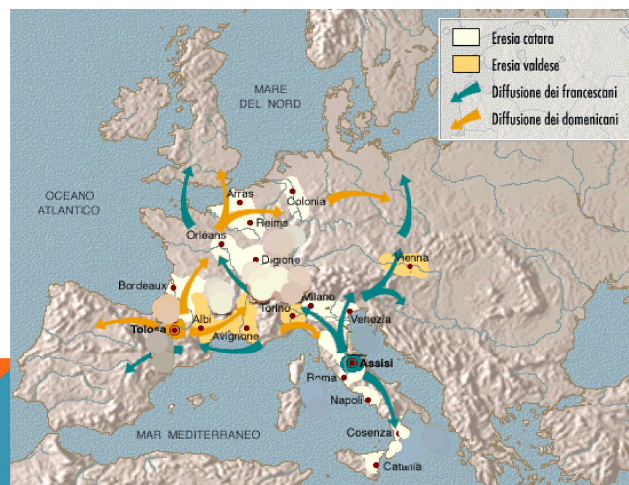 Eresia catara
Eresia valdese
Diffusione dei francescani
Diffusione dei domenicani
MARE
DEL NORD
OCEANO
ATLANTICO
Arras
Colonia
Reims
Orléans
Digione
Vienna
Bordeaux
Milano
Torino
Venezia
Albi
Tolosa
Avignone
Assisi
Roma
Napoli
MAR MEDITERRANEO
Cosenza
Catania